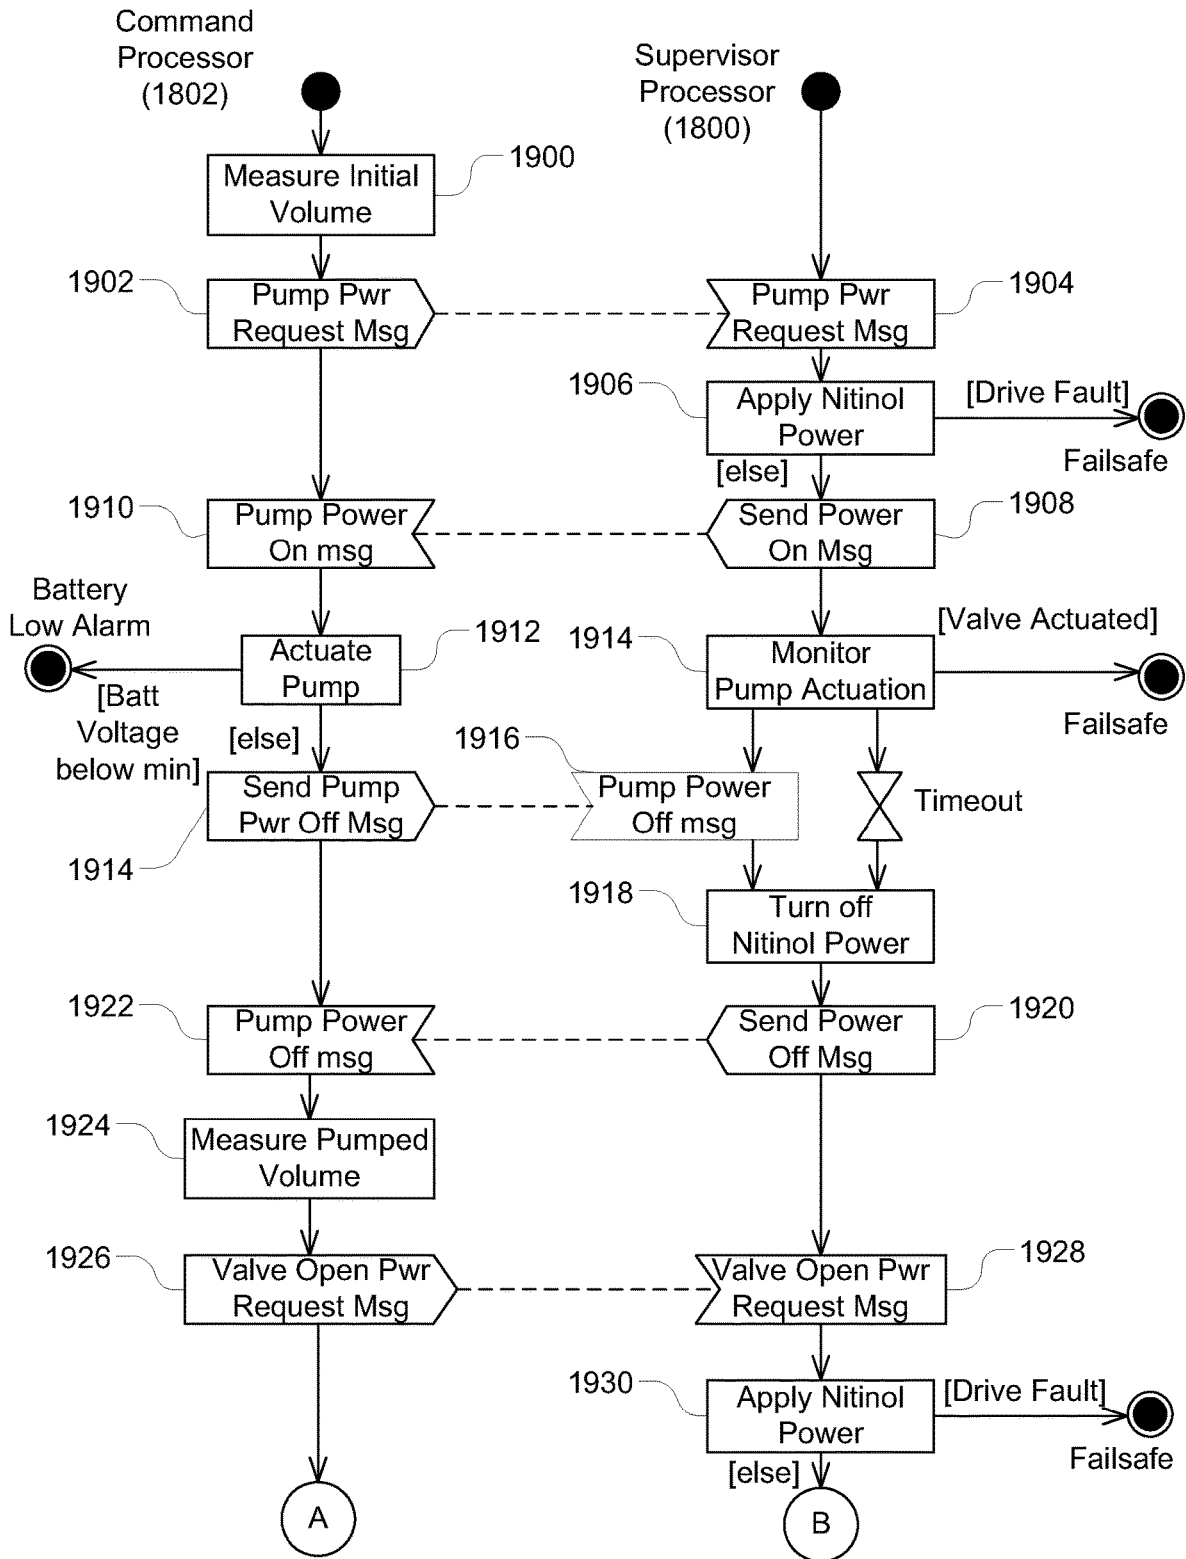 Command
Processor
(1802)
Supervisor
Processor
(1800)
Measure Initial
Volume
1900
1902
Pump Pwr
Request Msg
Pump Pwr
Request Msg
1904
1906
Apply Nitinol
Power
[Drive Fault]
Failsafe
[else]
1910
Pump Power
On msg
Send Power
On Msg
1908
Battery
Low Alarm
Actuate
Pump
1912
[Batt
Voltage
below min]
[else]
1914
Monitor
Pump Actuation
[Valve Actuated]
Failsafe
Send Pump
Pwr Off Msg
1914
1916
Pump Power
Off msg
Timeout
1918
Turn off
Nitinol Power
1922
Pump Power
Off msg
Send Power
Off Msg
1920
1924
Measure Pumped
Volume
1926
Valve Open Pwr
Request Msg
Valve Open Pwr
Request Msg
1928
1930
Apply Nitinol
Power
[Drive Fault]
Failsafe
[else]
A
B